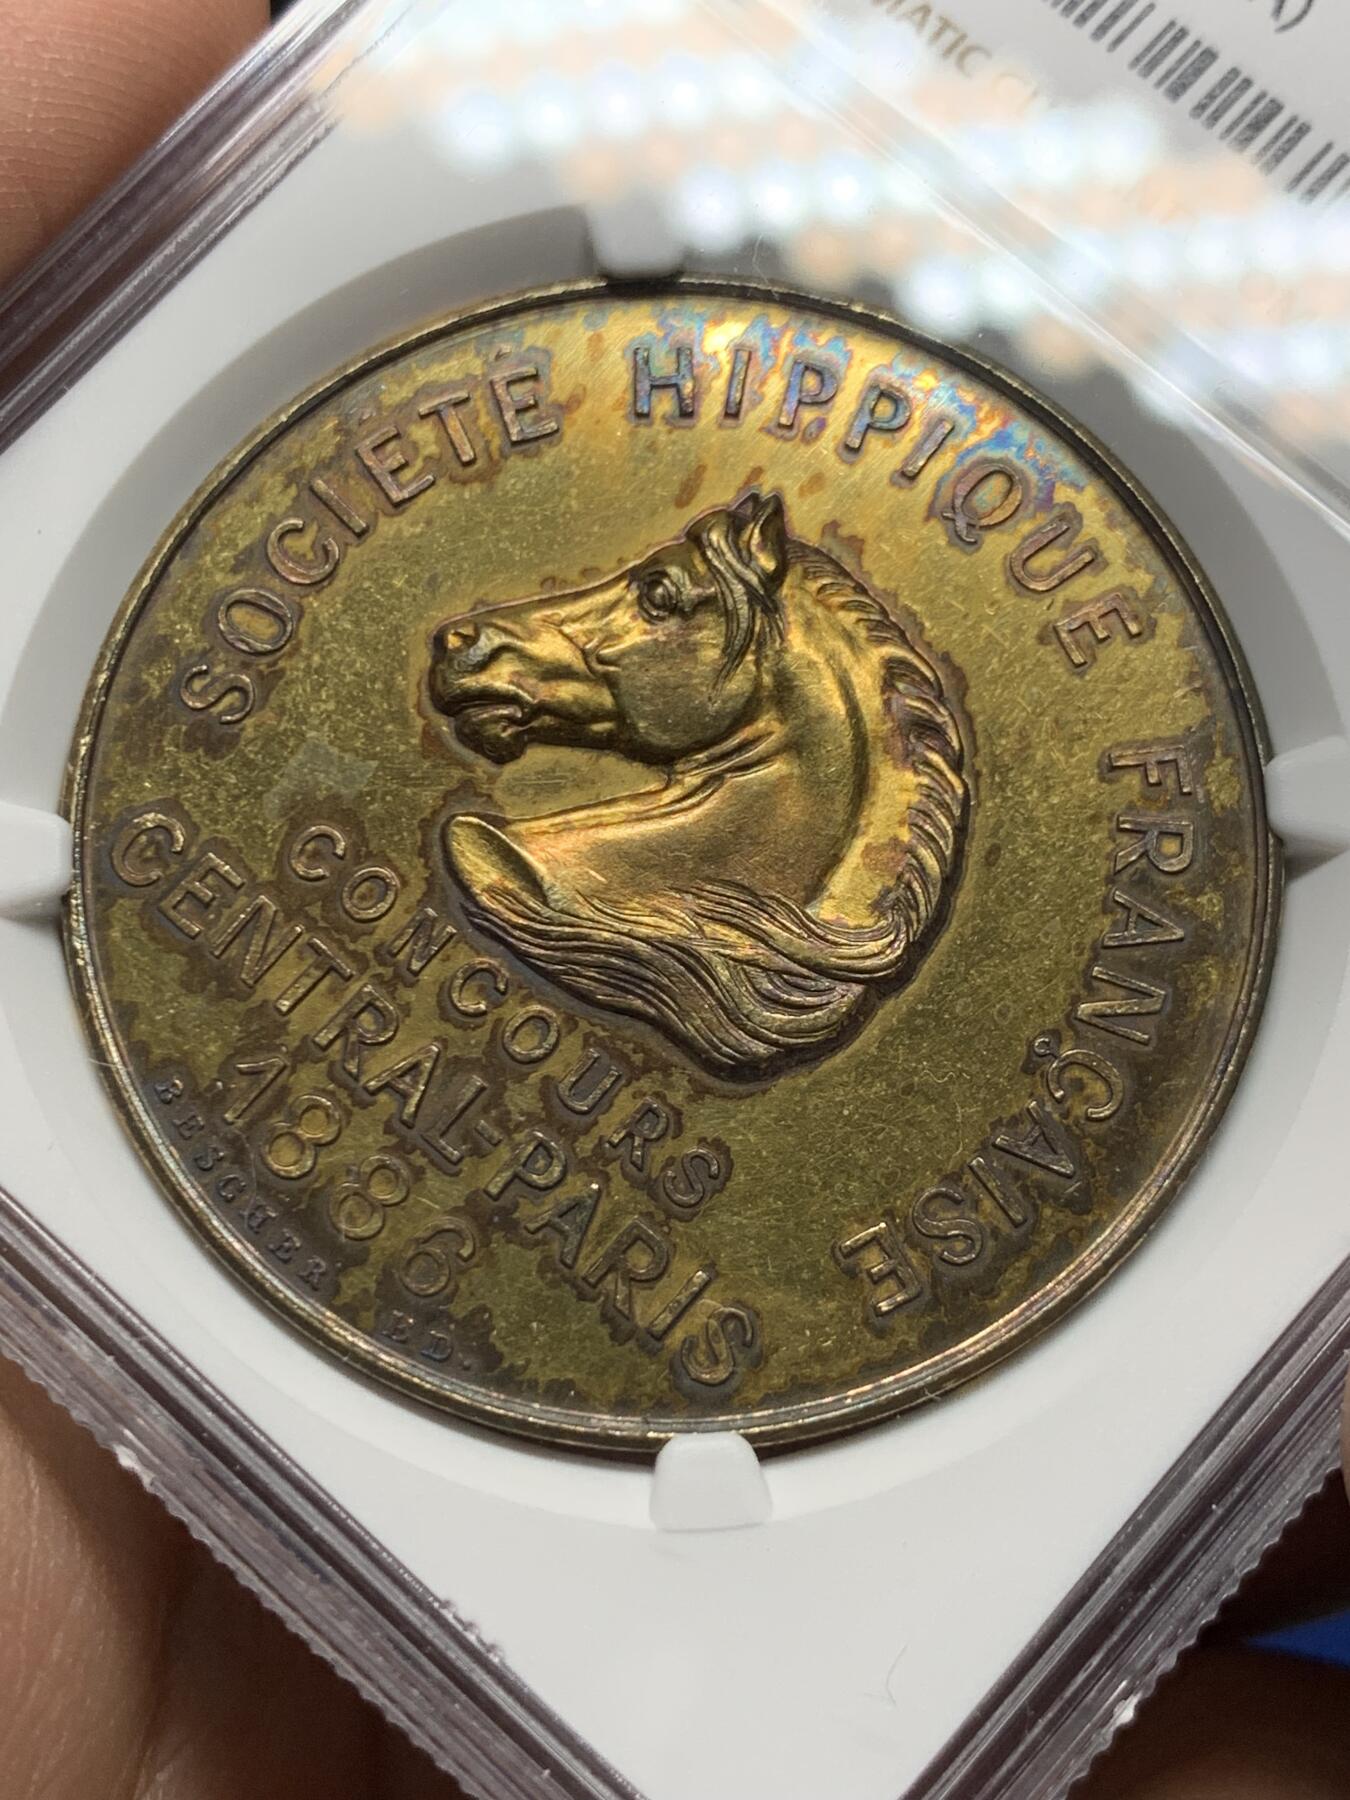 SOCIÉTÉ HIPPIQUE FRANÇAISE
CONCOURS
CENTRAL-PARIS
1886
BESCHER ED.